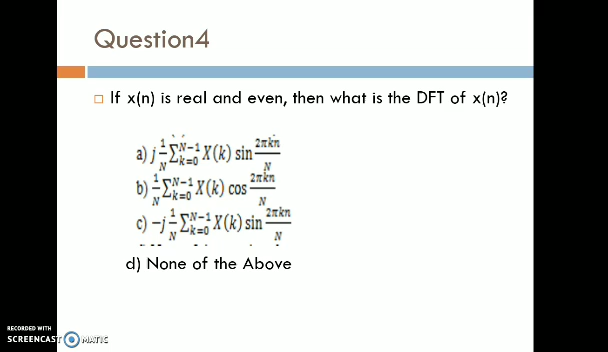 Question4
If x(n) is real and even, then what is the DFT of x(n)?
a) j 1/N ∑_{k=0}^{N-1} X(k) sin 2πkn/N
b) 1/N ∑_{k=0}^{N-1} X(k) cos 2πkn/N
c) -j 1/N ∑_{k=0}^{N-1} X(k) sin 2πkn/N
d) None of the Above
RECORDED WITH
SCREENCAST MATIC